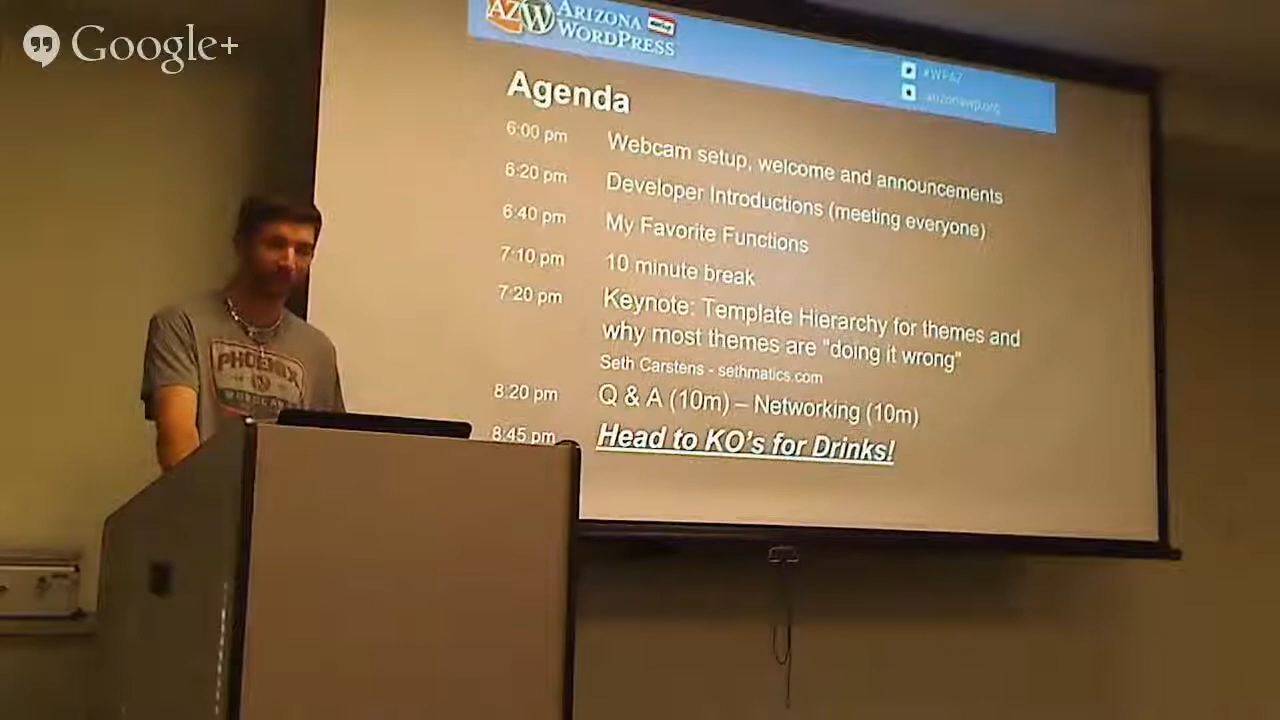 Google+
AZW ARIZONA
WORDPRESS
#WPAZ
arizonawp.org
Agenda
6:00 pm Webcam setup, welcome and announcements
6:20 pm Developer Introductions (meeting everyone)
6:40 pm My Favorite Functions
7:10 pm 10 minute break
7:20 pm Keynote: Template Hierarchy for themes and
why most themes are "doing it wrong"
Seth Carstens - sethmatics.com
8:20 pm Q & A (10m) – Networking (10m)
8:45 pm Head to KO's for Drinks!
PHOENIX